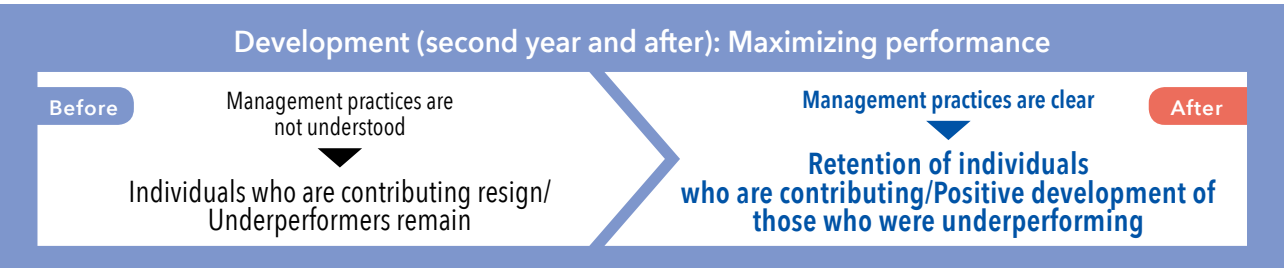 Development (second year and after): Maximizing performance
Before
Management practices are
not understood
Individuals who are contributing resign/
Underperformers remain
Management practices are clear
After
Retention of individuals
who are contributing/Positive development of
those who were underperforming